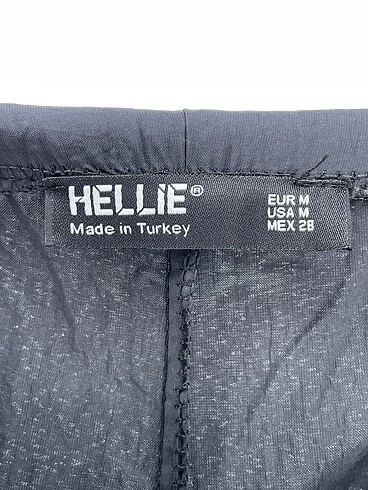 HELLIE®
Made in Turkey
EUR M
USA M
MEX 28